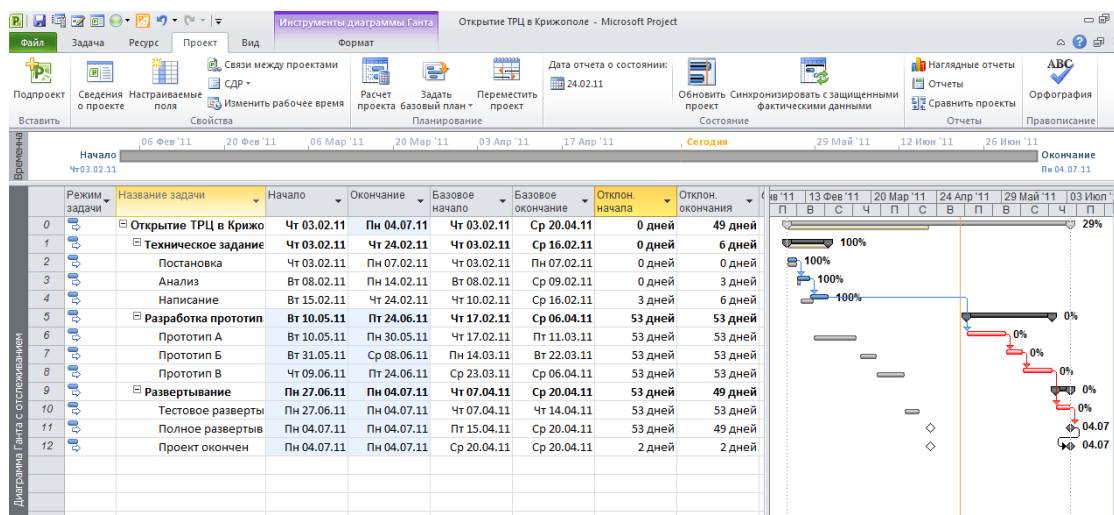 Инструменты диаграммы Ганта
Открытие ТРЦ в Крижополе - Microsoft Project
Файл Задача Ресурс Проект Вид Формат
Подпроект
Сведения о проекте
Настраиваемые поля
Связи между проектами
СДР
Изменить рабочее время
Расчет проекта
Задать базовый план
Переместить проект
Дата отчета о состоянии:
24.02.11
Обновить проект
Синхронизировать с защищенными фактическими данными
Наглядные отчеты
Отчеты
Сравнить проекты
ABC
Орфография
Вставить Свойства Планирование Состояние Отчеты Правописание
Временна
06 Фев '11 20 Фев '11 06 Мар '11 20 Мар '11 03 Апр '11 17 Апр '11 Сегодня 29 Май '11 12 Июн '11 26 Июн '11
Начало
Чт 03.02.11
Окончание
Пн 04.07.11
Режим задачи Название задачи Начало Окончание Базовое начало Базовое окончание Отклон. начала Отклон. окончания
нв '11 13 Фев '11 20 Мар '11 24 Апр '11 29 Май '11 03 Июл '
П В С Ч П С В П В С Ч П
0 Открытие ТРЦ в Крижо Чт 03.02.11 Пн 04.07.11 Чт 03.02.11 Ср 20.04.11 0 дней 49 дней 29%
1 Техническое задание Чт 03.02.11 Чт 24.02.11 Чт 03.02.11 Ср 16.02.11 0 дней 6 дней 100%
2 Постановка Чт 03.02.11 Пн 07.02.11 Чт 03.02.11 Пн 07.02.11 0 дней 0 дней 100%
3 Анализ Вт 08.02.11 Пн 14.02.11 Вт 08.02.11 Ср 09.02.11 0 дней 3 дней 100%
4 Написание Вт 15.02.11 Чт 24.02.11 Чт 10.02.11 Ср 16.02.11 3 дней 6 дней 100%
5 Разработка прототип Вт 10.05.11 Пт 24.06.11 Чт 17.02.11 Ср 06.04.11 53 дней 53 дней 0%
6 Прототип А Вт 10.05.11 Пн 30.05.11 Чт 17.02.11 Пт 11.03.11 53 дней 53 дней 0%
7 Прототип Б Вт 31.05.11 Ср 08.06.11 Пн 14.03.11 Вт 22.03.11 53 дней 53 дней 0%
8 Прототип В Чт 09.06.11 Пт 24.06.11 Ср 23.03.11 Ср 06.04.11 53 дней 53 дней 0%
9 Развертывание Пн 27.06.11 Пн 04.07.11 Чт 07.04.11 Ср 20.04.11 53 дней 49 дней 0%
10 Тестовое разверты Пн 27.06.11 Пн 04.07.11 Чт 07.04.11 Чт 14.04.11 53 дней 53 дней 0%
11 Полное развертыв Пн 04.07.11 Пн 04.07.11 Пт 15.04.11 Ср 20.04.11 53 дней 49 дней 04.07
12 Проект окончен Пн 04.07.11 Пн 04.07.11 Ср 20.04.11 Ср 20.04.11 2 дней 2 дней 04.07
Диаграмма Ганта с отслеживанием